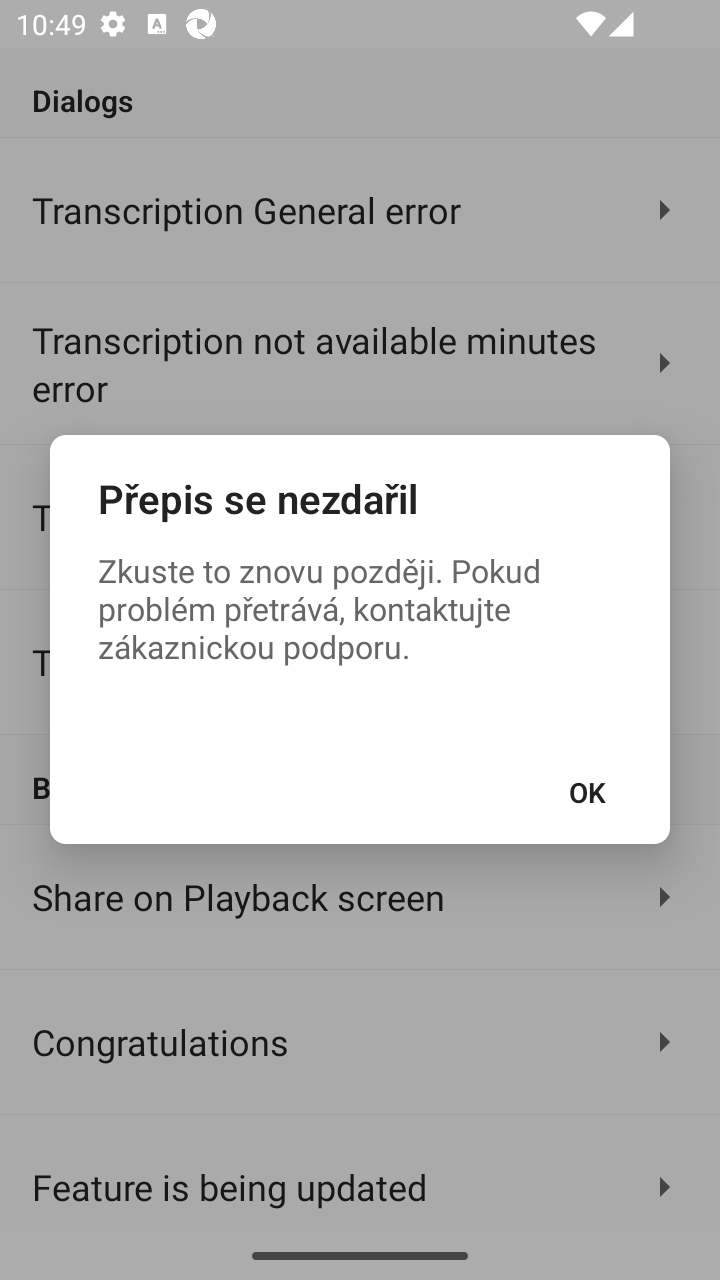 10:49
Dialogs
Transcription General error
Transcription not available minutes
error
T
Přepis se nezdařil
Zkuste to znovu později. Pokud
problém přetrává, kontaktujte
zákaznickou podporu.
T
OK
B
Share on Playback screen
Congratulations
Feature is being updated